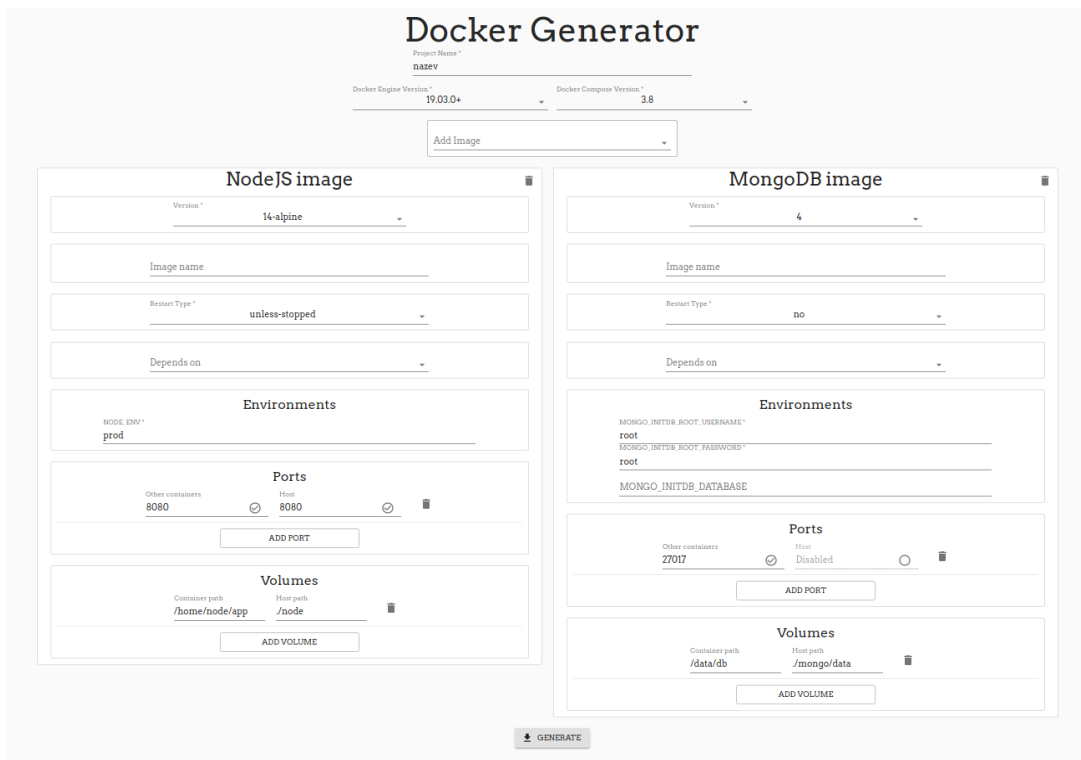 Docker Generator
Project Name *
nazev
Docker Engine Version *
19.03.0+
Docker Compose Version *
3.8
Add Image
NodeJS image
Version *
14-alpine
Image name
Restart Type *
unless-stopped
Depends on
Environments
NODE_ENV *
prod
Ports
Other containers
8080
Host
8080
ADD PORT
Volumes
Container path
/home/node/app
Host path
./node
ADD VOLUME
MongoDB image
Version *
4
Image name
Restart Type *
no
Depends on
Environments
MONGO_INITDB_ROOT_USERNAME *
root
MONGO_INITDB_ROOT_PASSWORD *
root
MONGO_INITDB_DATABASE
Ports
Other containers
27017
Host
Disabled
ADD PORT
Volumes
Container path
/data/db
Host path
./mongo/data
ADD VOLUME
GENERATE